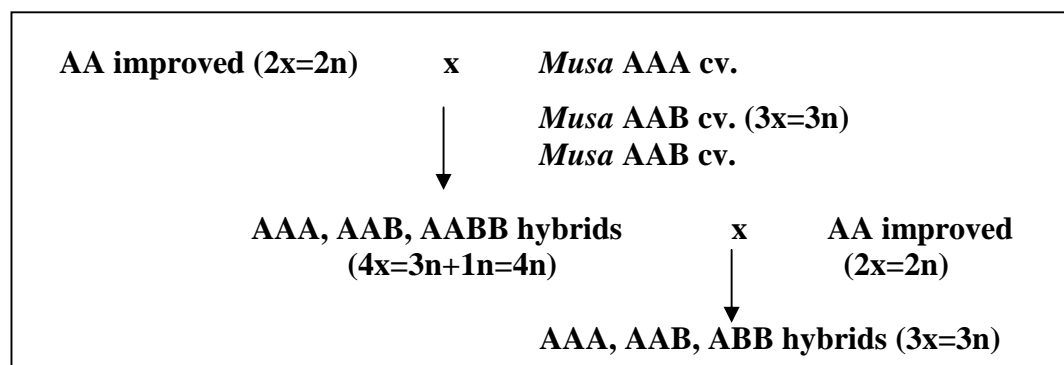 AA improved (2x=2n) x Musa AAA cv.
Musa AAB cv. (3x=3n)
Musa AAB cv.
AAA, AAB, AABB hybrids x AA improved
(4x=3n+1n=4n) (2x=2n)
AAA, AAB, ABB hybrids (3x=3n)